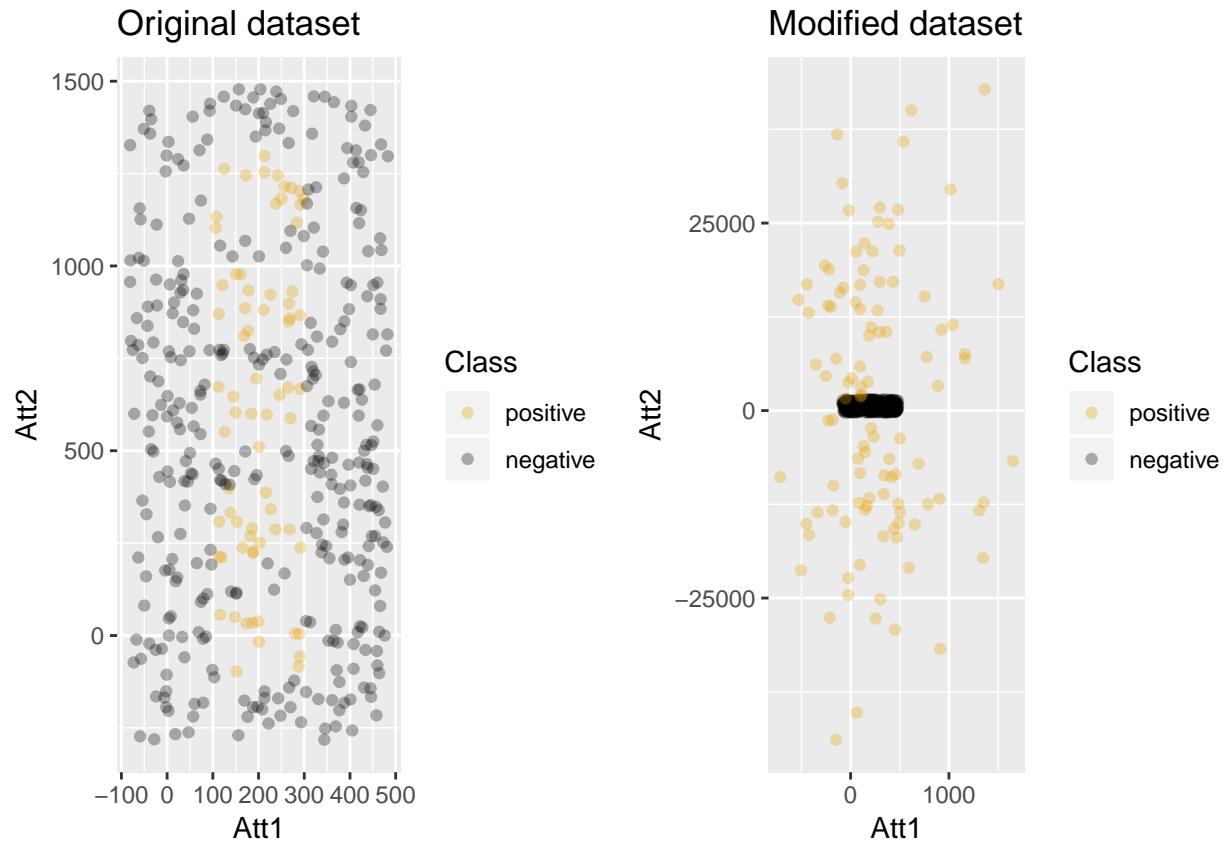 Original dataset
1500
1000
500
0
Att2
−100 0 100 200 300 400 500
Att1
Class
positive
negative
Modified dataset
25000
0
−25000
Att2
0 1000
Att1
Class
positive
negative